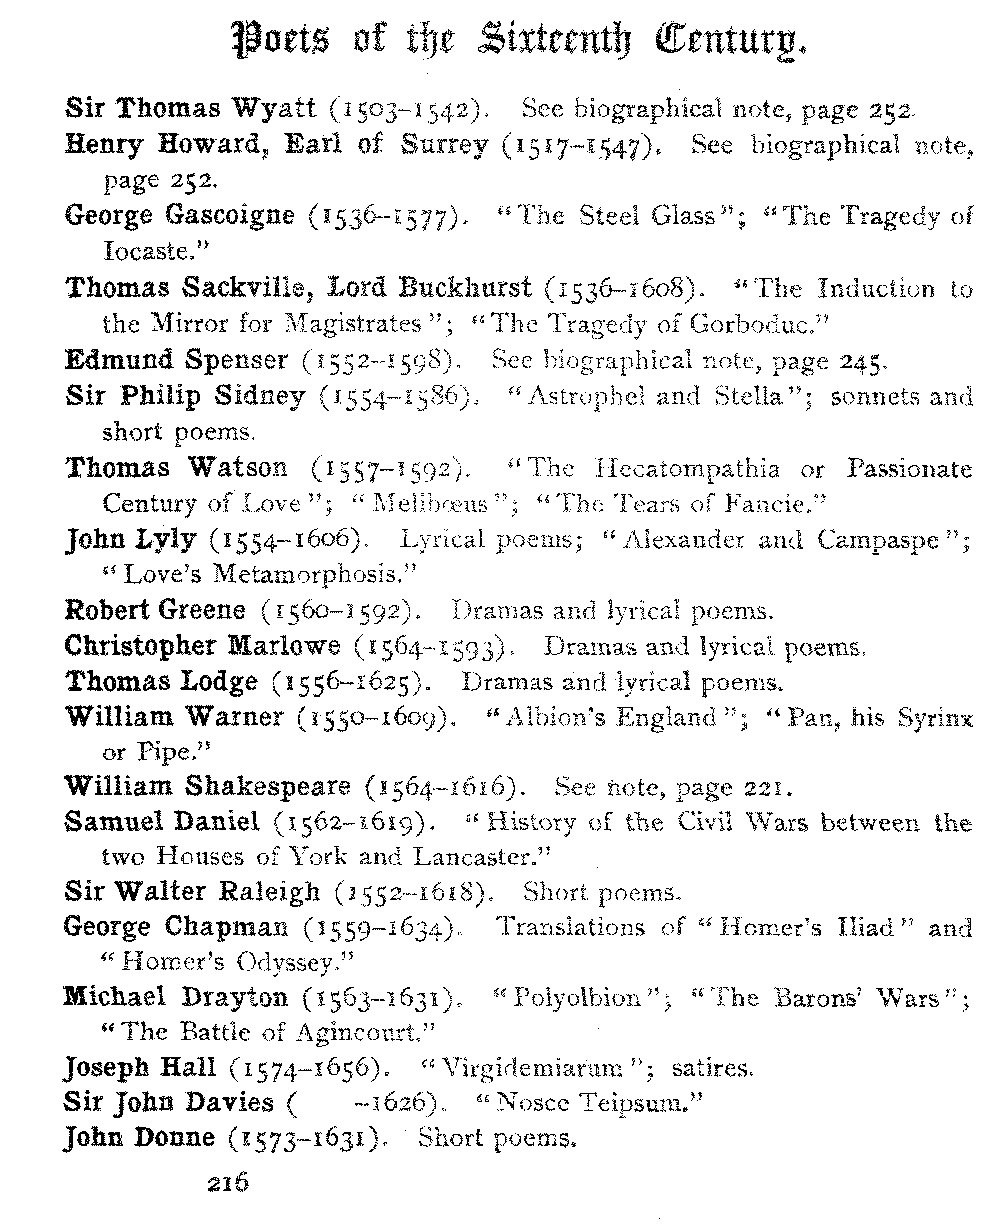 Poets of the Sixteenth Century.
Sir Thomas Wyatt (1503–1542). See biographical note, page 252.
Henry Howard, Earl of Surrey (1517–1547). See biographical note,
page 252.
George Gascoigne (1536–1577). “The Steel Glass”; “The Tragedy of
Iocaste.”
Thomas Sackville, Lord Buckhurst (1536–1608). “The Induction to
the Mirror for Magistrates”; “The Tragedy of Gorboduc.”
Edmund Spenser (1552–1598). See biographical note, page 245.
Sir Philip Sidney (1554–1586). “Astrophel and Stella”; sonnets and
short poems.
Thomas Watson (1557–1592). “The Hecatompathia or Passionate
Century of Love”; “Melibœus”; “The Tears of Fancie.”
John Lyly (1554–1606). Lyrical poems; “Alexander and Campaspe”;
“Love’s Metamorphosis.”
Robert Greene (1560–1592). Dramas and lyrical poems.
Christopher Marlowe (1564–1593). Dramas and lyrical poems.
Thomas Lodge (1556–1625). Dramas and lyrical poems.
William Warner (1550–1609). “Albion’s England”; “Pan, his Syrinx
or Pipe.”
William Shakespeare (1564–1616). See note, page 221.
Samuel Daniel (1562–1619). “History of the Civil Wars between the
two Houses of York and Lancaster.”
Sir Walter Raleigh (1552–1618). Short poems.
George Chapman (1559–1634). Translations of “Homer’s Iliad” and
“Homer’s Odyssey.”
Michael Drayton (1563–1631). “Polyolbion”; “The Barons’ Wars”;
“The Battle of Agincourt.”
Joseph Hall (1574–1656). “Virgidemiarum”; satires.
Sir John Davies (    –1626). “Nosce Teipsum.”
John Donne (1573–1631). Short poems.
216